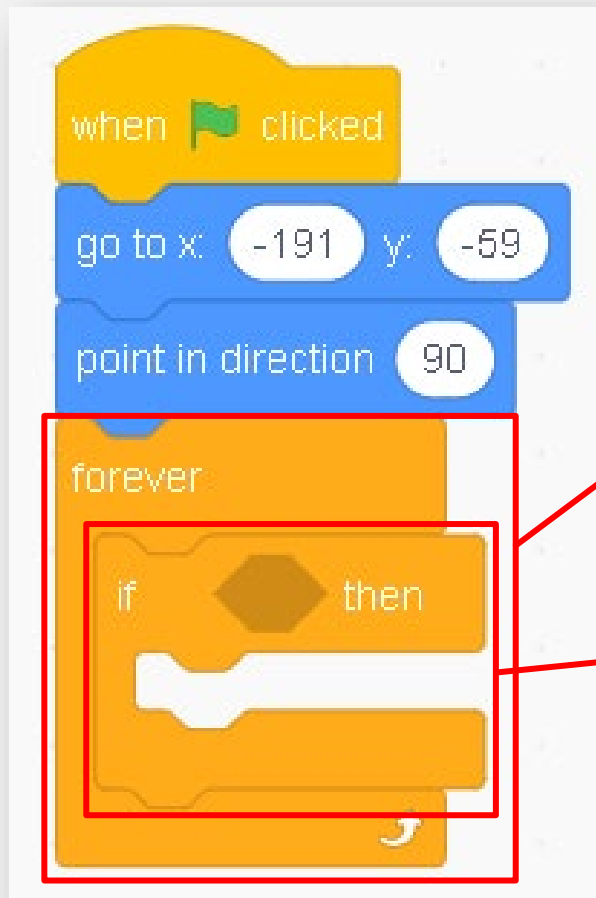 when clicked
go to x: -191 y: -59
point in direction 90
forever
if then